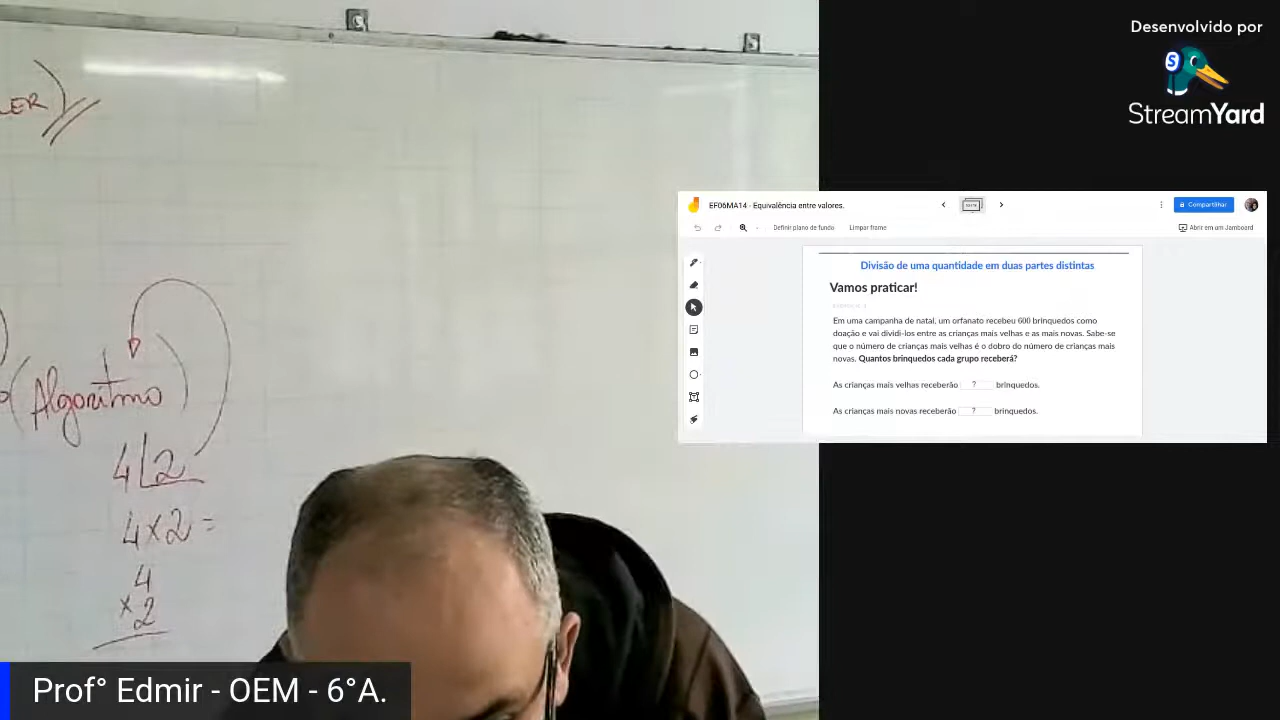 Desenvolvido por
StreamYard
EF06MA14 - Equivalência entre valores.
Compartilhar
Definir plano de fundo
Limpar frame
Abrir em um Jamboard
Divisão de uma quantidade em duas partes distintas
Vamos praticar!
Em uma campanha de natal, um orfanato recebeu 600 brinquedos como
doação e vai dividi-los entre as crianças mais velhas e as mais novas. Sabe-se
que o número de crianças mais velhas é o dobro do número de crianças mais
novas. Quantos brinquedos cada grupo receberá?
As crianças mais velhas receberão ? brinquedos.
As crianças mais novas receberão ? brinquedos.
(Algoritmo)
4 2
4x2=
4
x 2
Prof° Edmir - OEM - 6°A.